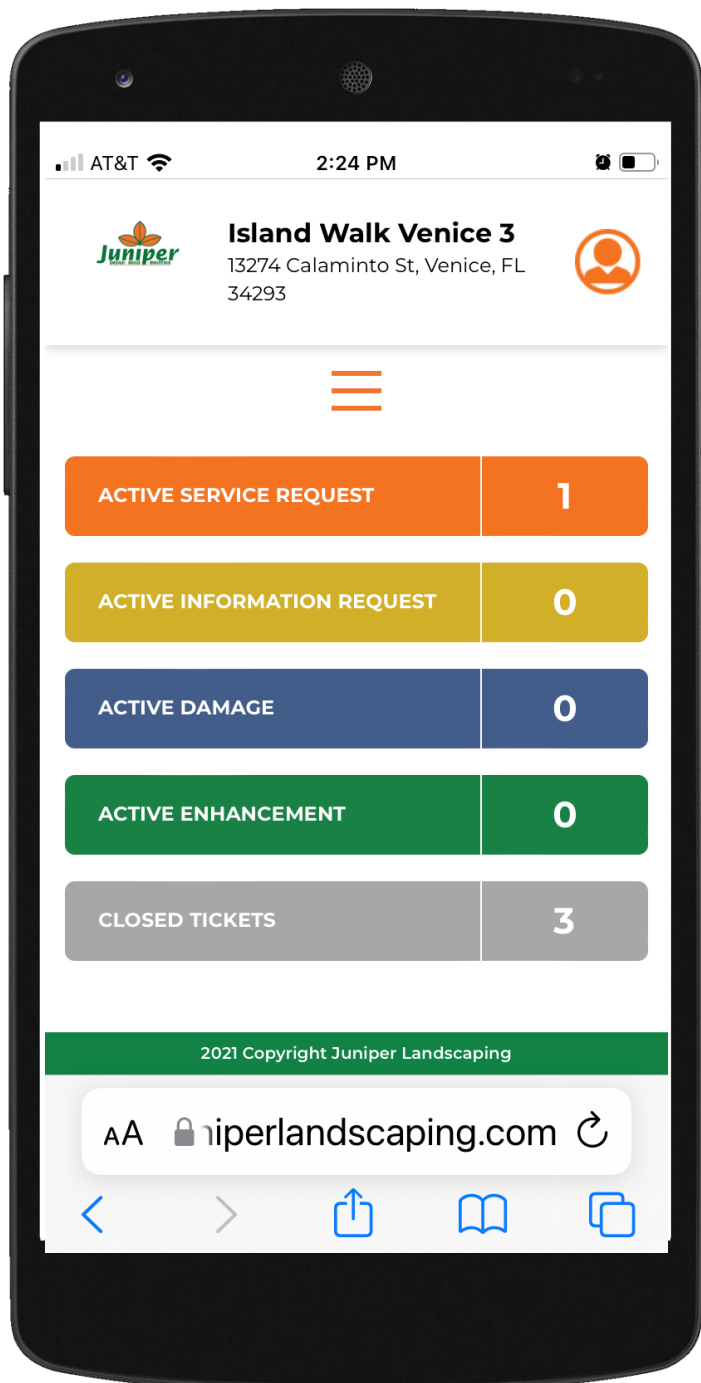 AT&T
2:24 PM
Juniper
Island Walk Venice 3
13274 Calaminto St, Venice, FL
34293
ACTIVE SERVICE REQUEST
1
ACTIVE INFORMATION REQUEST
0
ACTIVE DAMAGE
0
ACTIVE ENHANCEMENT
0
CLOSED TICKETS
3
2021 Copyright Juniper Landscaping
AA
niperlandscaping.com